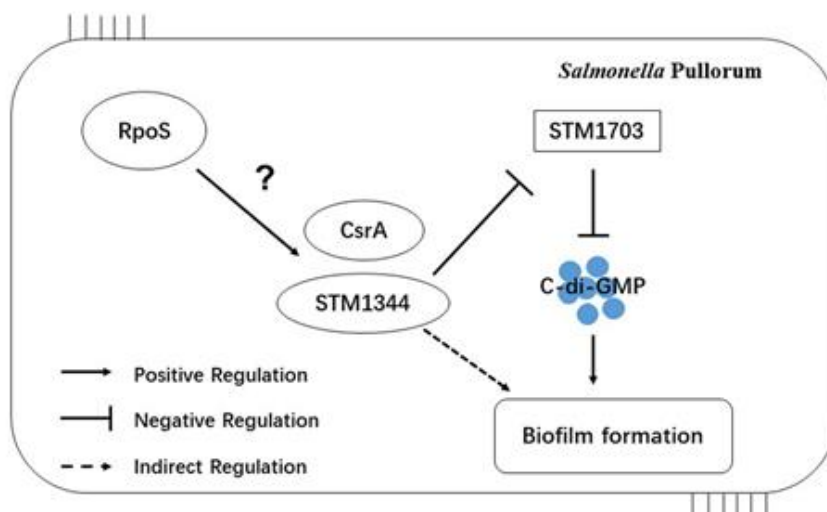 Salmonella Pullorum
RpoS
STM1703
?
CsrA
STM1344
C-di-GMP
Positive Regulation
Negative Regulation
Indirect Regulation
Biofilm formation